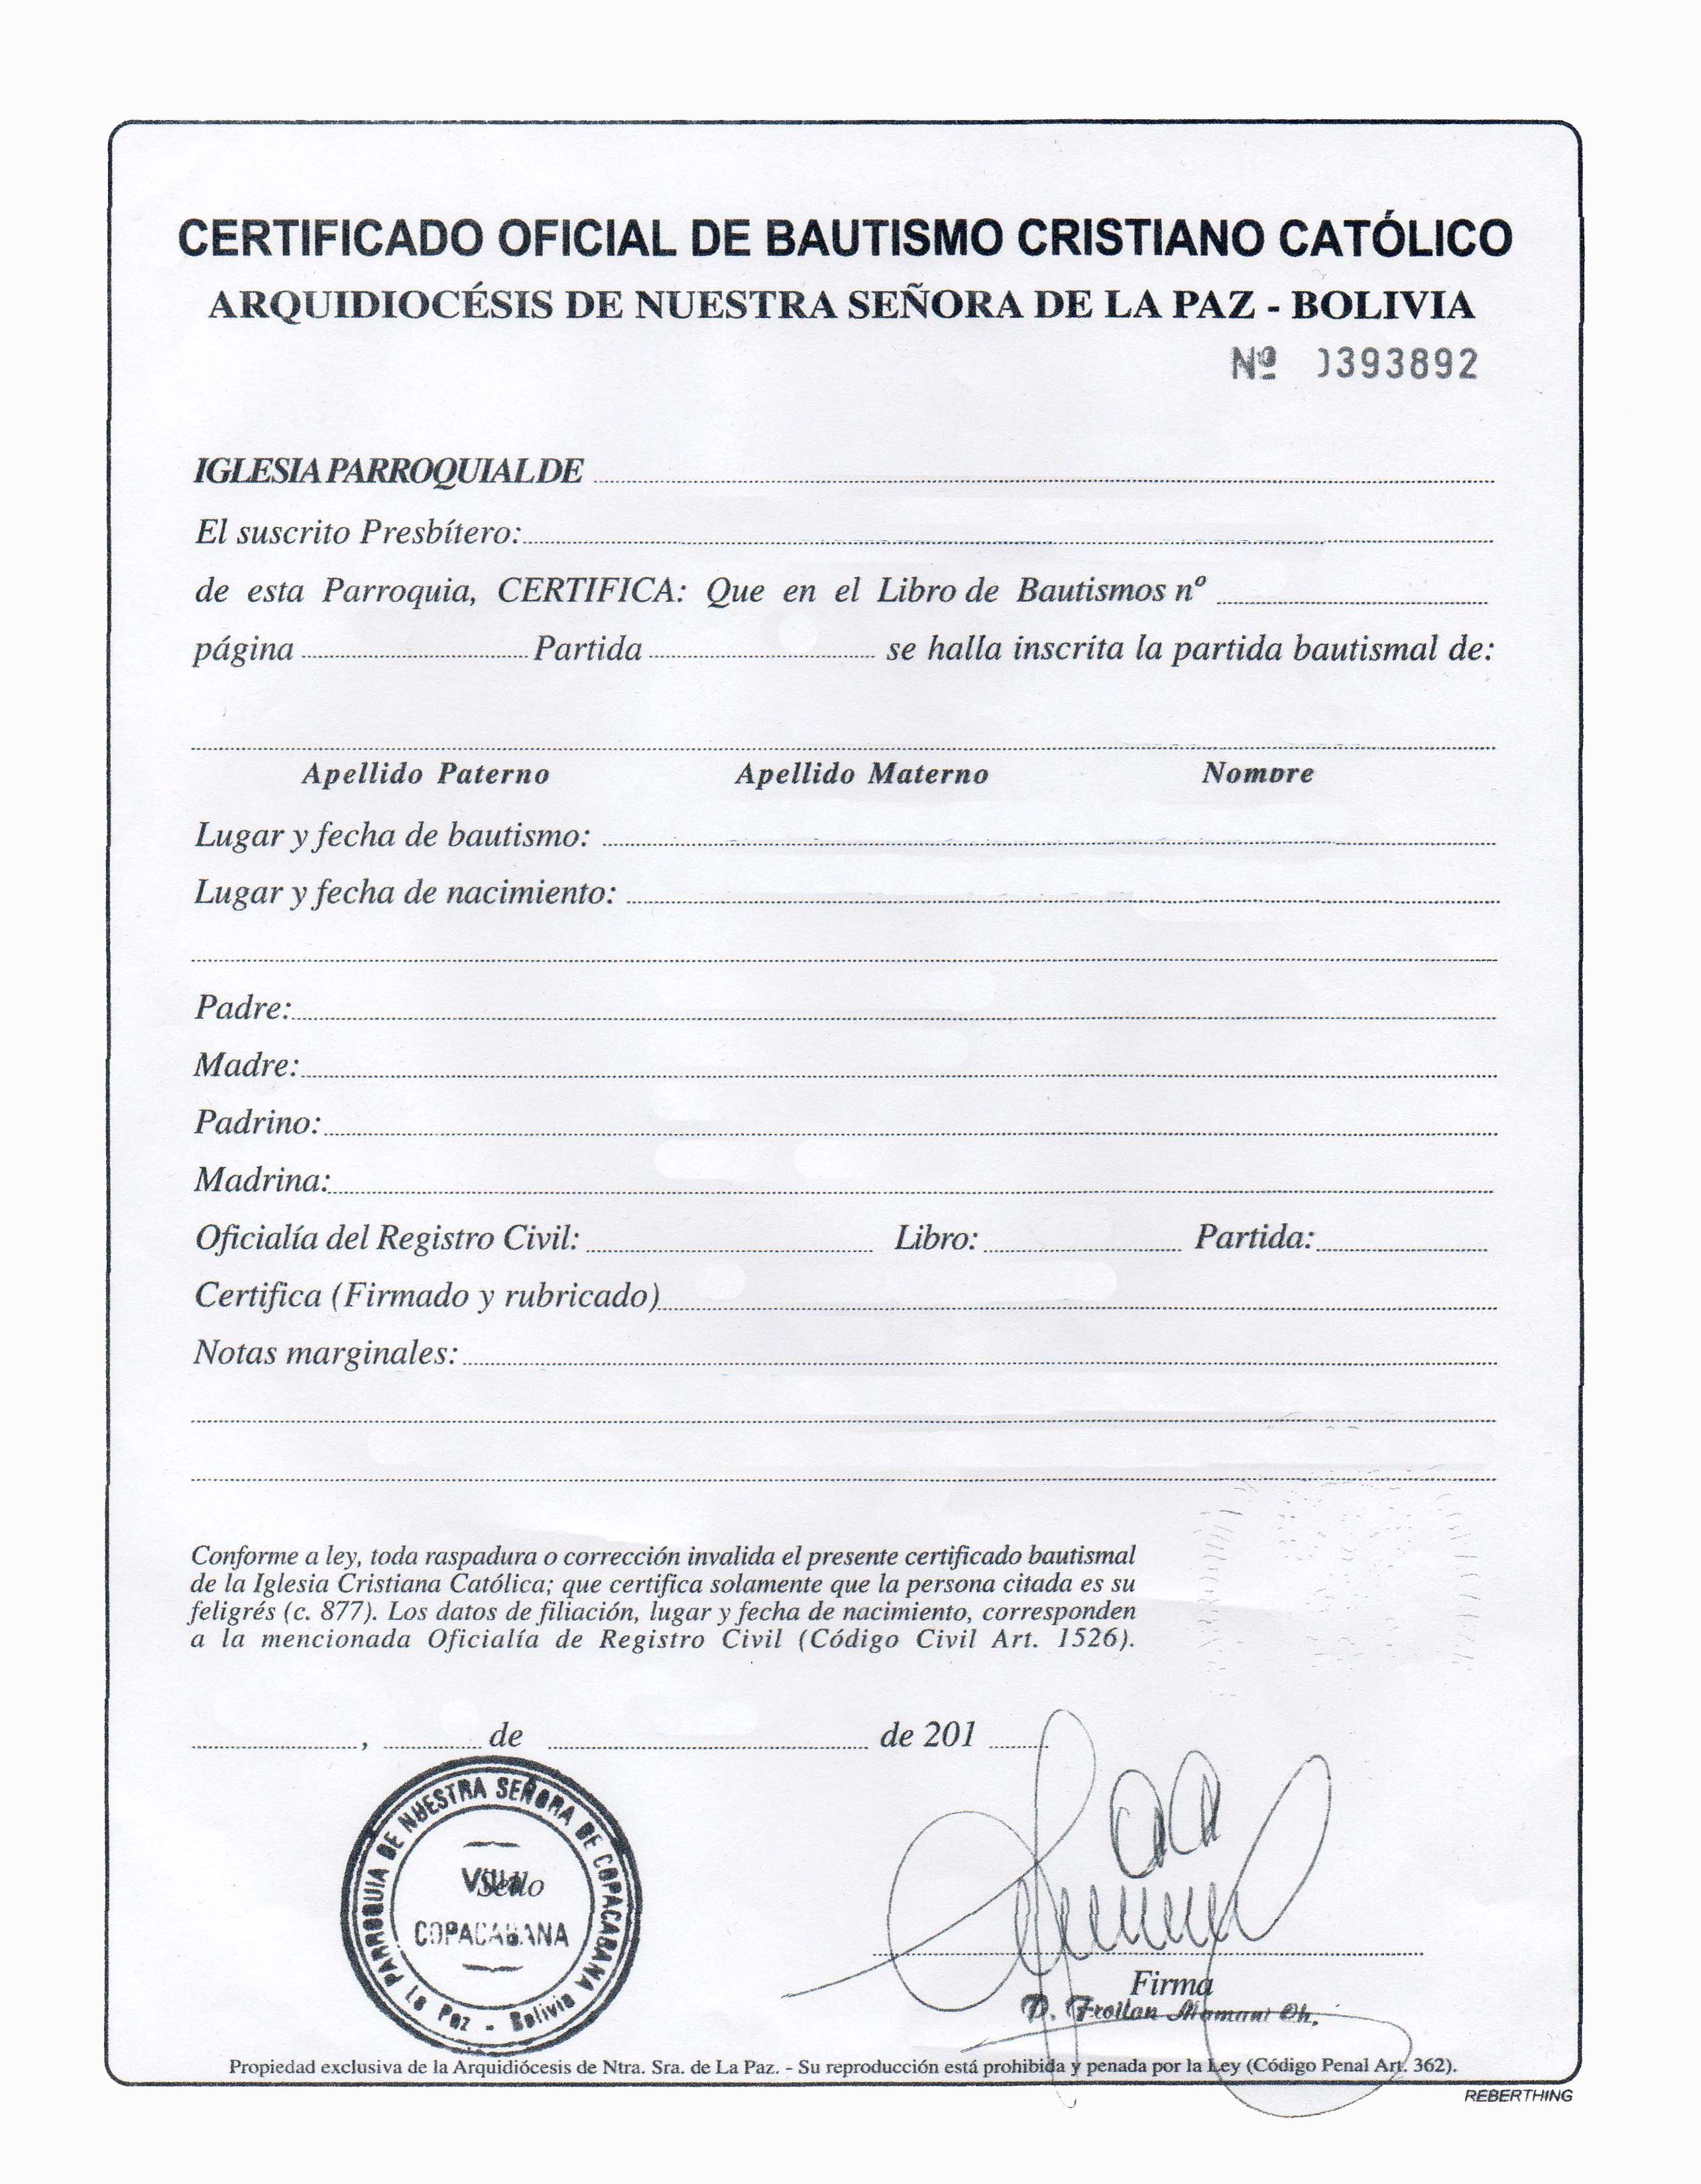 CERTIFICADO OFICIAL DE BAUTISMO CRISTIANO CATÓLICO
ARQUIDIOCÉSIS DE NUESTRA SEÑORA DE LA PAZ - BOLIVIA
Nº 0393892
IGLESIA PARROQUIAL DE
El suscrito Presbítero:
de esta Parroquia, CERTIFICA: Que en el Libro de Bautismos nº
página Partida se halla inscrita la partida bautismal de:
Apellido Paterno Apellido Materno Nombre
Lugar y fecha de bautismo:
Lugar y fecha de nacimiento:
Padre:
Madre:
Padrino:
Madrina:
Oficialía del Registro Civil: Libro: Partida:
Certifica (Firmado y rubricado)
Notas marginales:
Conforme a ley, toda raspadura o corrección invalida el presente certificado bautismal
de la Iglesia Cristiana Católica; que certifica solamente que la persona citada es su
feligrés (c. 877). Los datos de filiación, lugar y fecha de nacimiento, corresponden
a la mencionada Oficialía de Registro Civil (Código Civil Art. 1526).
, de de 201
PARROQUIA DE NUESTRA SEÑORA DE COPACABANA
Villa
Sello
COPACABANA
La Paz - Bolivia
Firma
P. Froilan Mamani Ch.
Propiedad exclusiva de la Arquidiócesis de Ntra. Sra. de La Paz. - Su reproducción está prohibida y penada por la Ley (Código Penal Art. 362).
REBERTHING